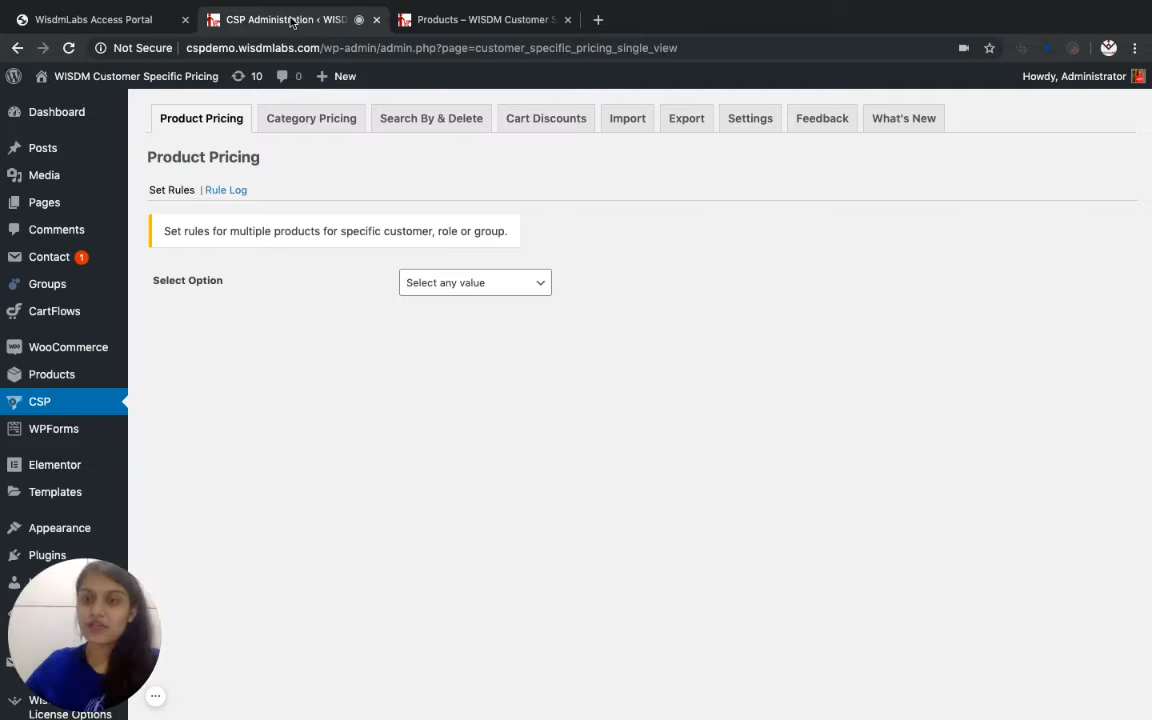 WisdmLabs Access Portal
CSP Administration ‹ WISD
Products – WISDM Customer S
Not Secure
cspdemo.wisdmlabs.com/wp-admin/admin.php?page=customer_specific_pricing_single_view
WISDM Customer Specific Pricing
10
0
New
Howdy, Administrator
Dashboard
Posts
Media
Pages
Comments
Contact 1
Groups
CartFlows
WooCommerce
Products
CSP
WPForms
Elementor
Templates
Appearance
Plugins
License Options
Product Pricing
Category Pricing
Search By & Delete
Cart Discounts
Import
Export
Settings
Feedback
What's New
Product Pricing
Set Rules | Rule Log
Set rules for multiple products for specific customer, role or group.
Select Option
Select any value